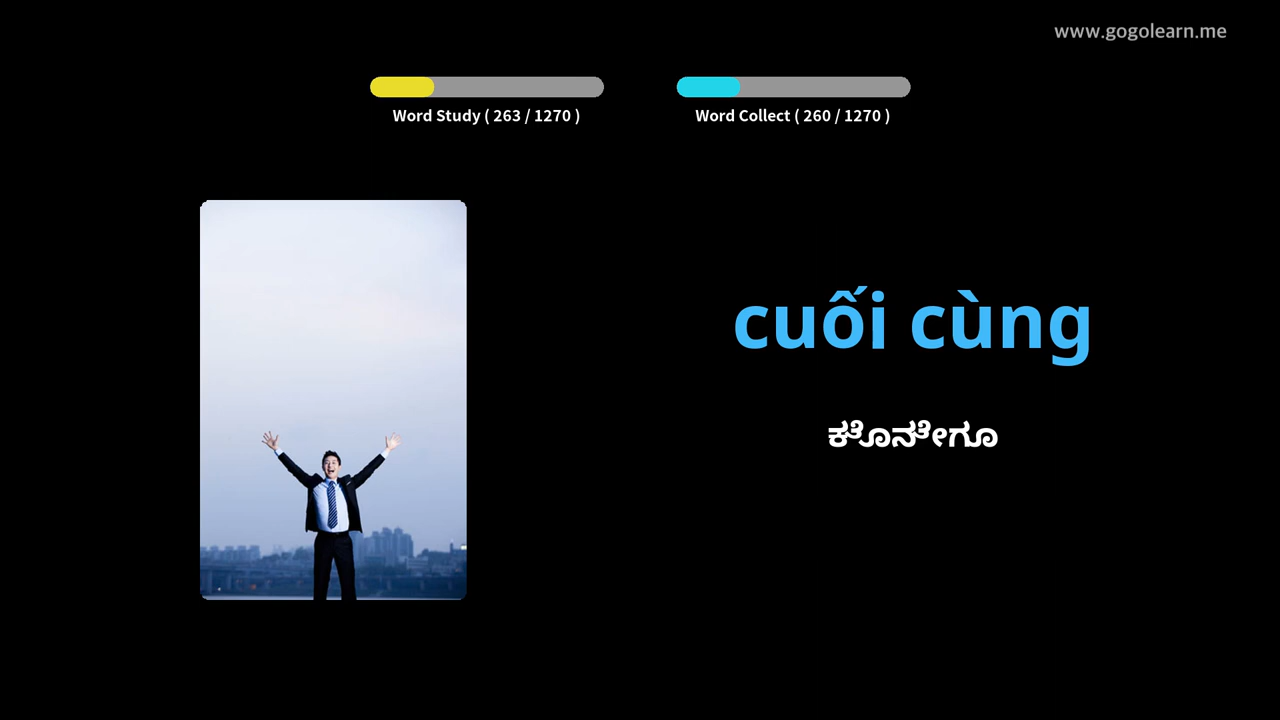 www.gogolearn.me
Word Study ( 263 / 1270 )
Word Collect ( 260 / 1270 )
cuối cùng
ಕೊನೇಗೂ